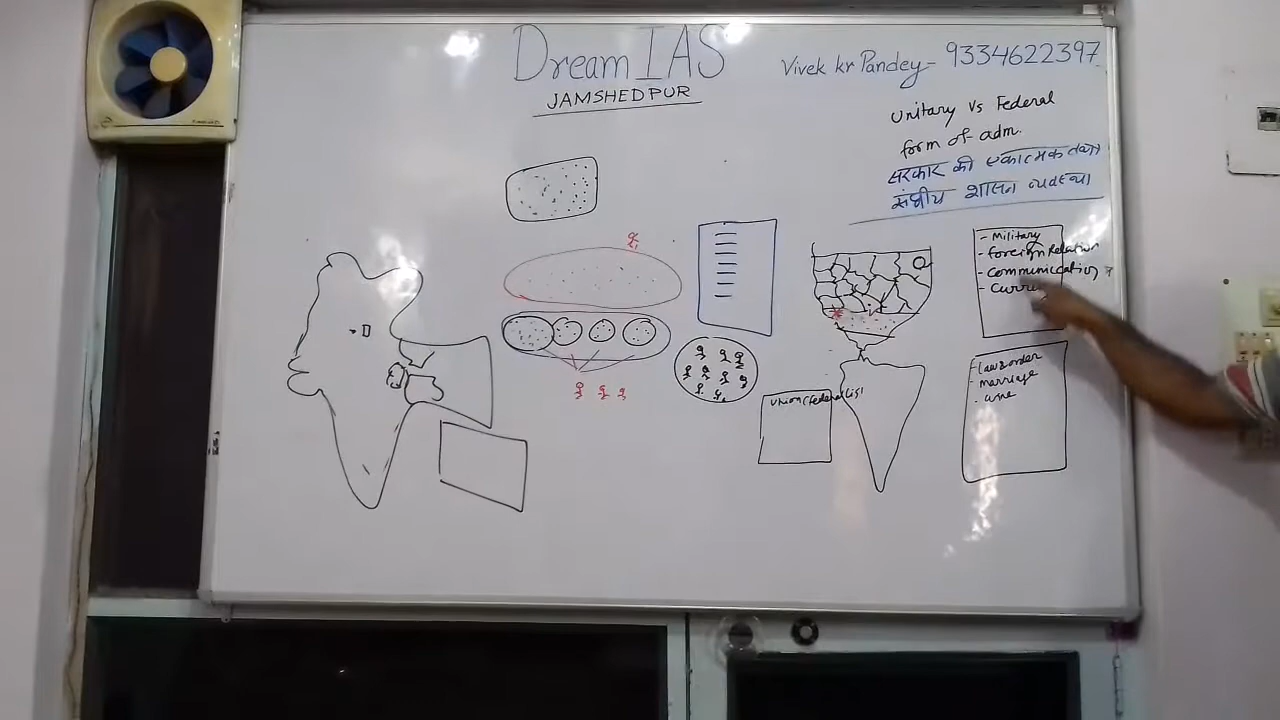 Dream IAS
JAMSHEDPUR
Vivek kr Pandey- 9334622397
Unitary Vs Federal
form of adm.
सरकार की एकात्मक तथा
संघीय शासन व्यवस्था
- Military
- Foreign Relation
- Communication
- Law & order
- marriage
Union (Federal List